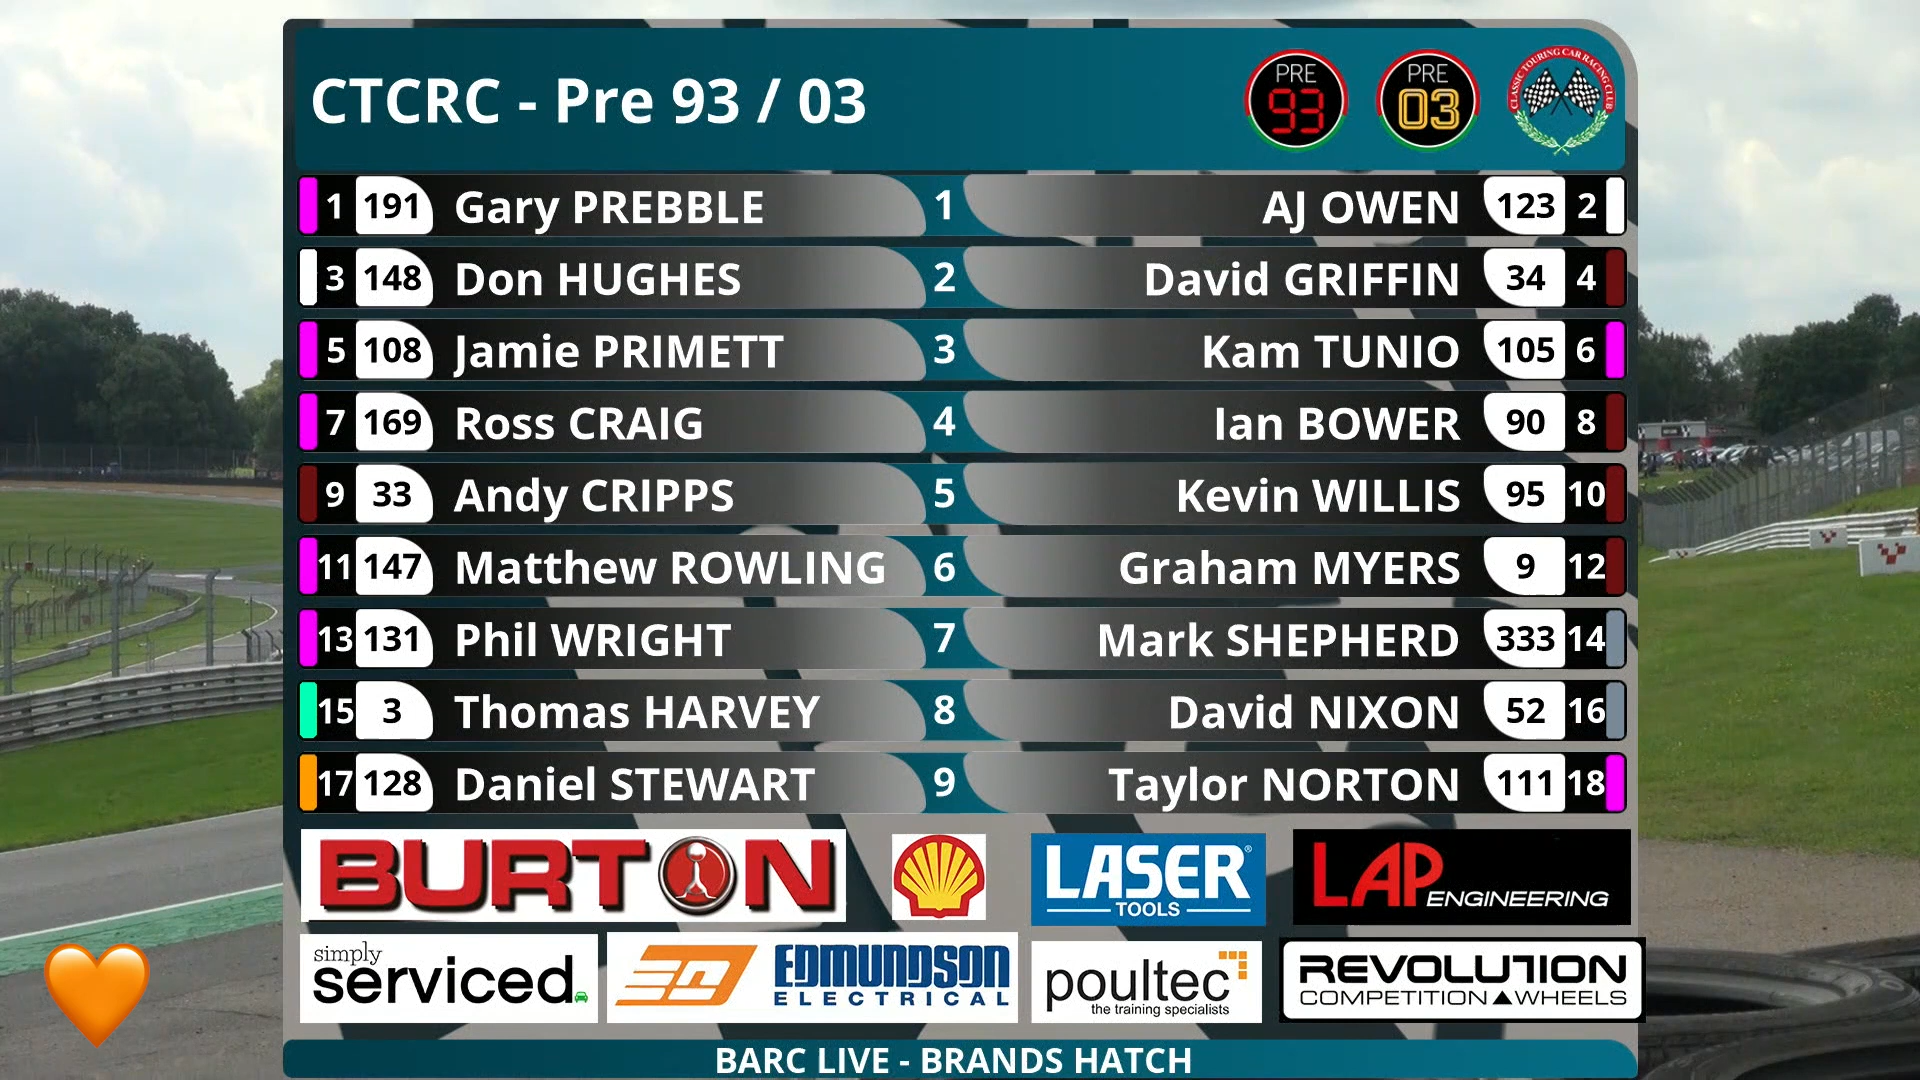 CTCRC - Pre 93 / 03
PRE 93
PRE 03
CLASSIC TOURING CAR RACING CLUB
1 191 Gary PREBBLE 1 AJ OWEN 123 2
3 148 Don HUGHES 2 David GRIFFIN 34 4
5 108 Jamie PRIMETT 3 Kam TUNIO 105 6
7 169 Ross CRAIG 4 Ian BOWER 90 8
9 33 Andy CRIPPS 5 Kevin WILLIS 95 10
11 147 Matthew ROWLING 6 Graham MYERS 9 12
13 131 Phil WRIGHT 7 Mark SHEPHERD 333 14
15 3 Thomas HARVEY 8 David NIXON 52 16
17 128 Daniel STEWART 9 Taylor NORTON 111 18
BURTON
LASER®
TOOLS
LAP ENGINEERING
simply
serviced.
EDMUNDSON
ELECTRICAL
poultec
the training specialists
REVOLUTION
COMPETITION WHEELS
BARC LIVE - BRANDS HATCH